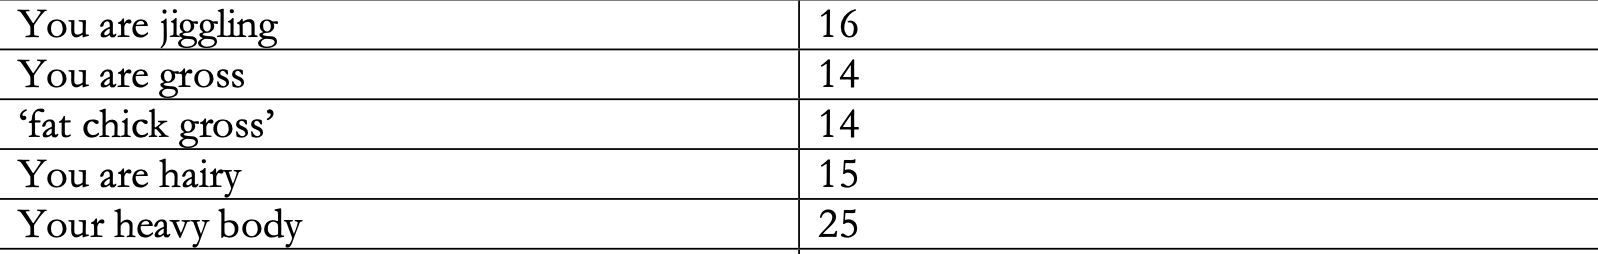 You are jiggling 16
You are gross 14
‘fat chick gross’ 14
You are hairy 15
Your heavy body 25